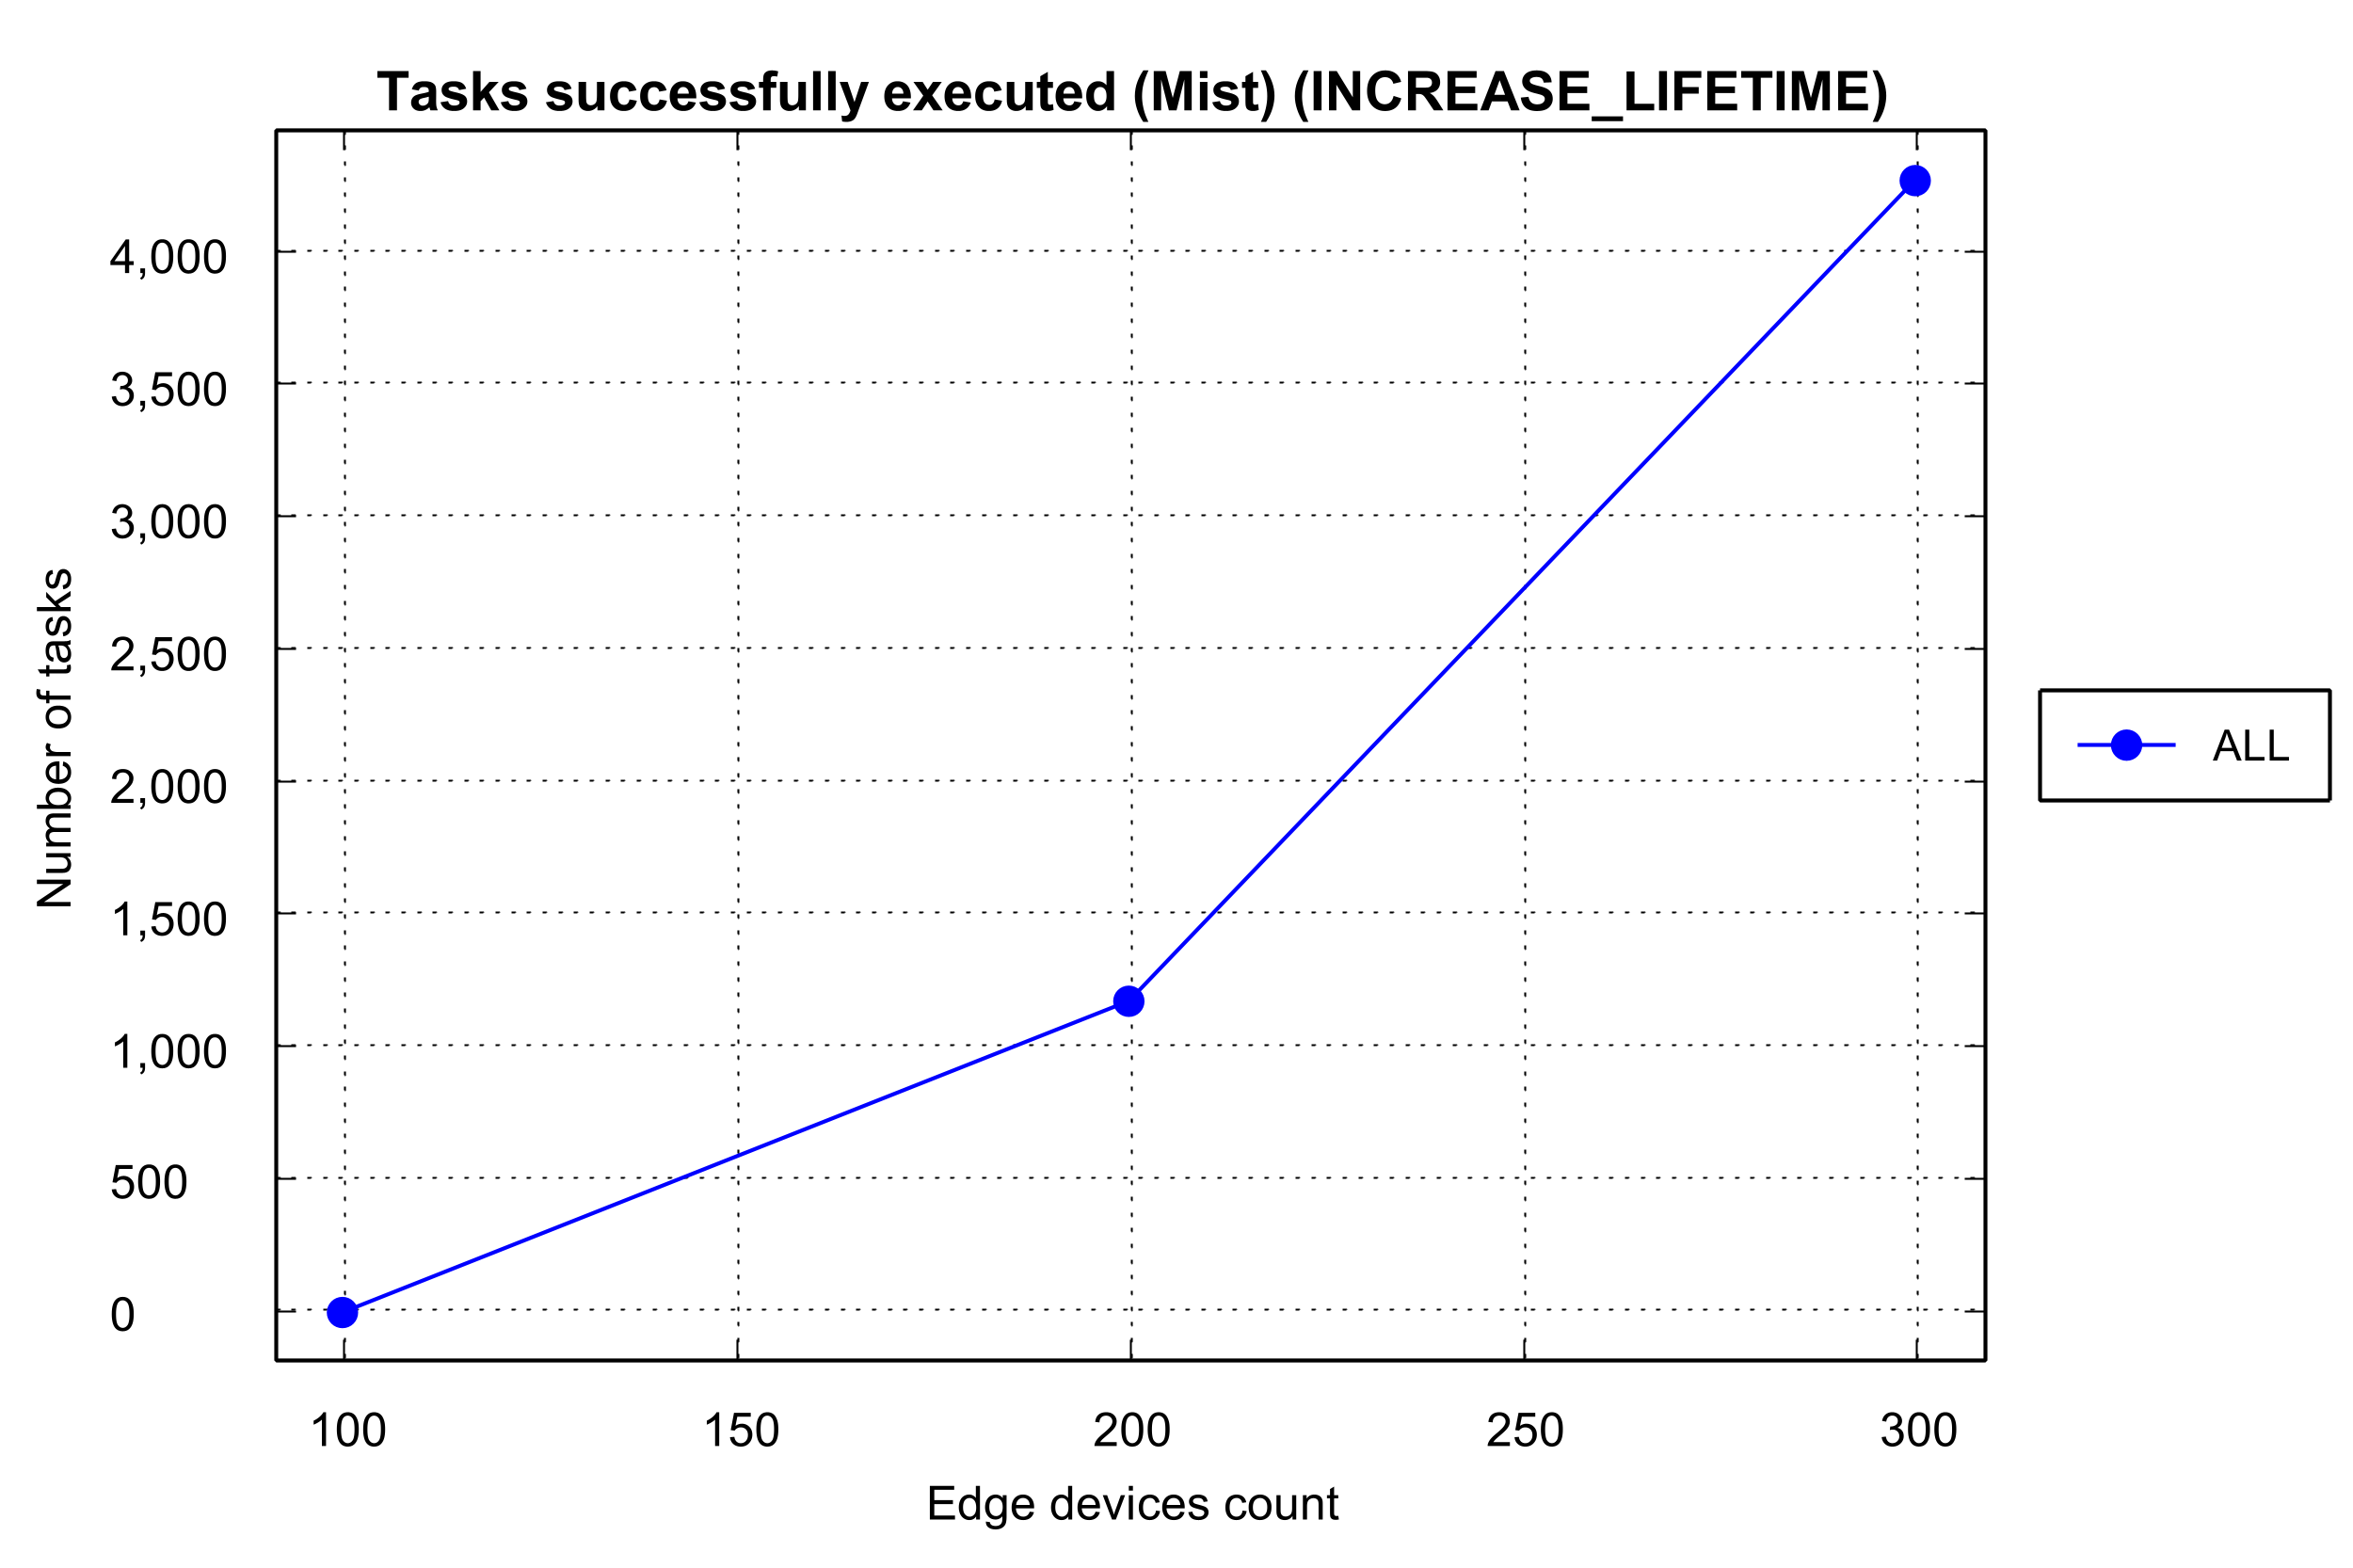 Tasks successfully executed (Mist) (INCREASE_LIFETIME)
4,000
3,500
3,000
2,500
2,000
1,500
1,000
500
0
Number of tasks
ALL
100 150 200 250 300
Edge devices count